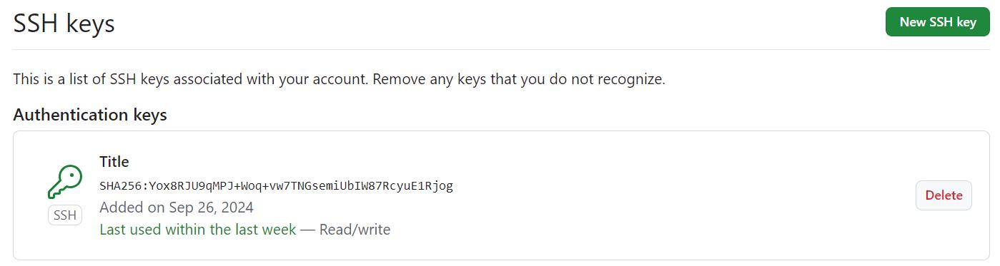 SSH keys
New SSH key
This is a list of SSH keys associated with your account. Remove any keys that you do not recognize.
Authentication keys
Title
SHA256:Yox8RJU9qMPJ+Woq+vw7TNGsemiUbIW87RcyuE1Rjog
Added on Sep 26, 2024
Last used within the last week — Read/write
SSH
Delete